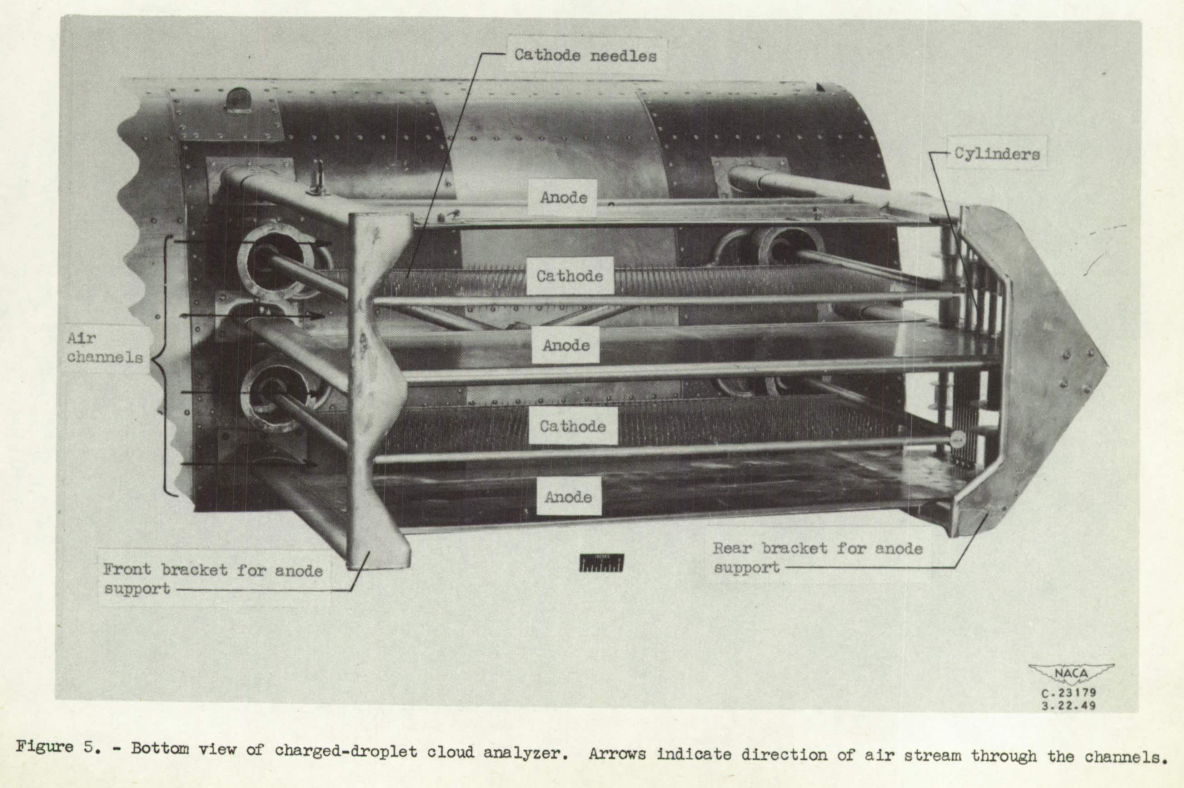 Cathode needles
Cylinders
Anode
Cathode
Anode
Air
channels
Cathode
Anode
Front bracket for anode
support
Rear bracket for anode
support
NACA
C-23179
3.22.49
Figure 5. - Bottom view of charged-droplet cloud analyzer. Arrows indicate direction of air stream through the channels.